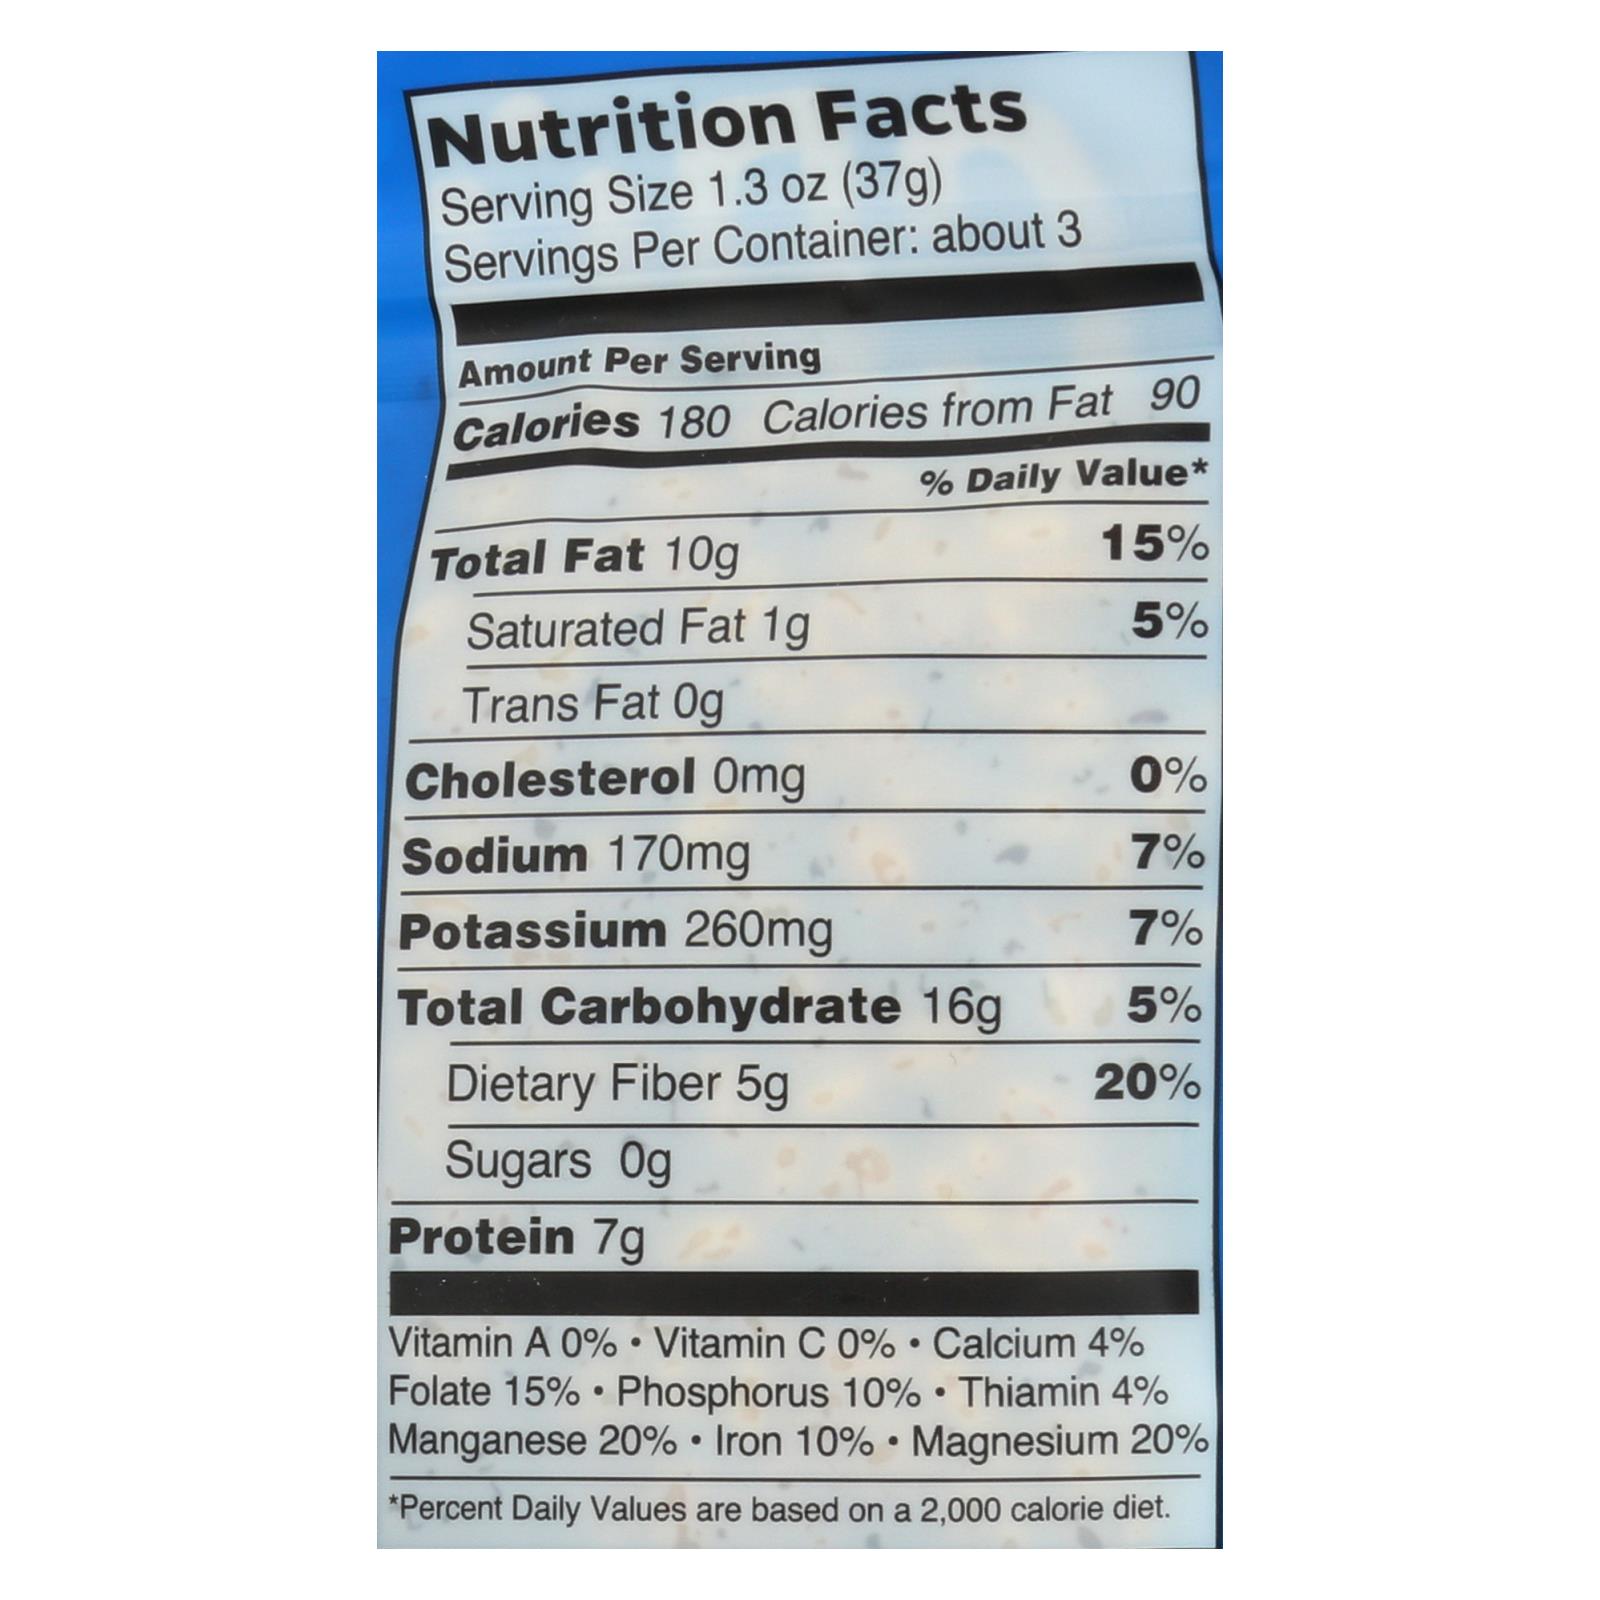 Nutrition Facts
Serving Size 1.3 oz (37g)
Servings Per Container: about 3
Amount Per Serving
Calories 180 Calories from Fat 90
% Daily Value*
Total Fat 10g 15%
Saturated Fat 1g 5%
Trans Fat 0g
Cholesterol 0mg 0%
Sodium 170mg 7%
Potassium 260mg 7%
Total Carbohydrate 16g 5%
Dietary Fiber 5g 20%
Sugars 0g
Protein 7g
Vitamin A 0% • Vitamin C 0% • Calcium 4%
Folate 15% • Phosphorus 10% • Thiamin 4%
Manganese 20% • Iron 10% • Magnesium 20%
*Percent Daily Values are based on a 2,000 calorie diet.